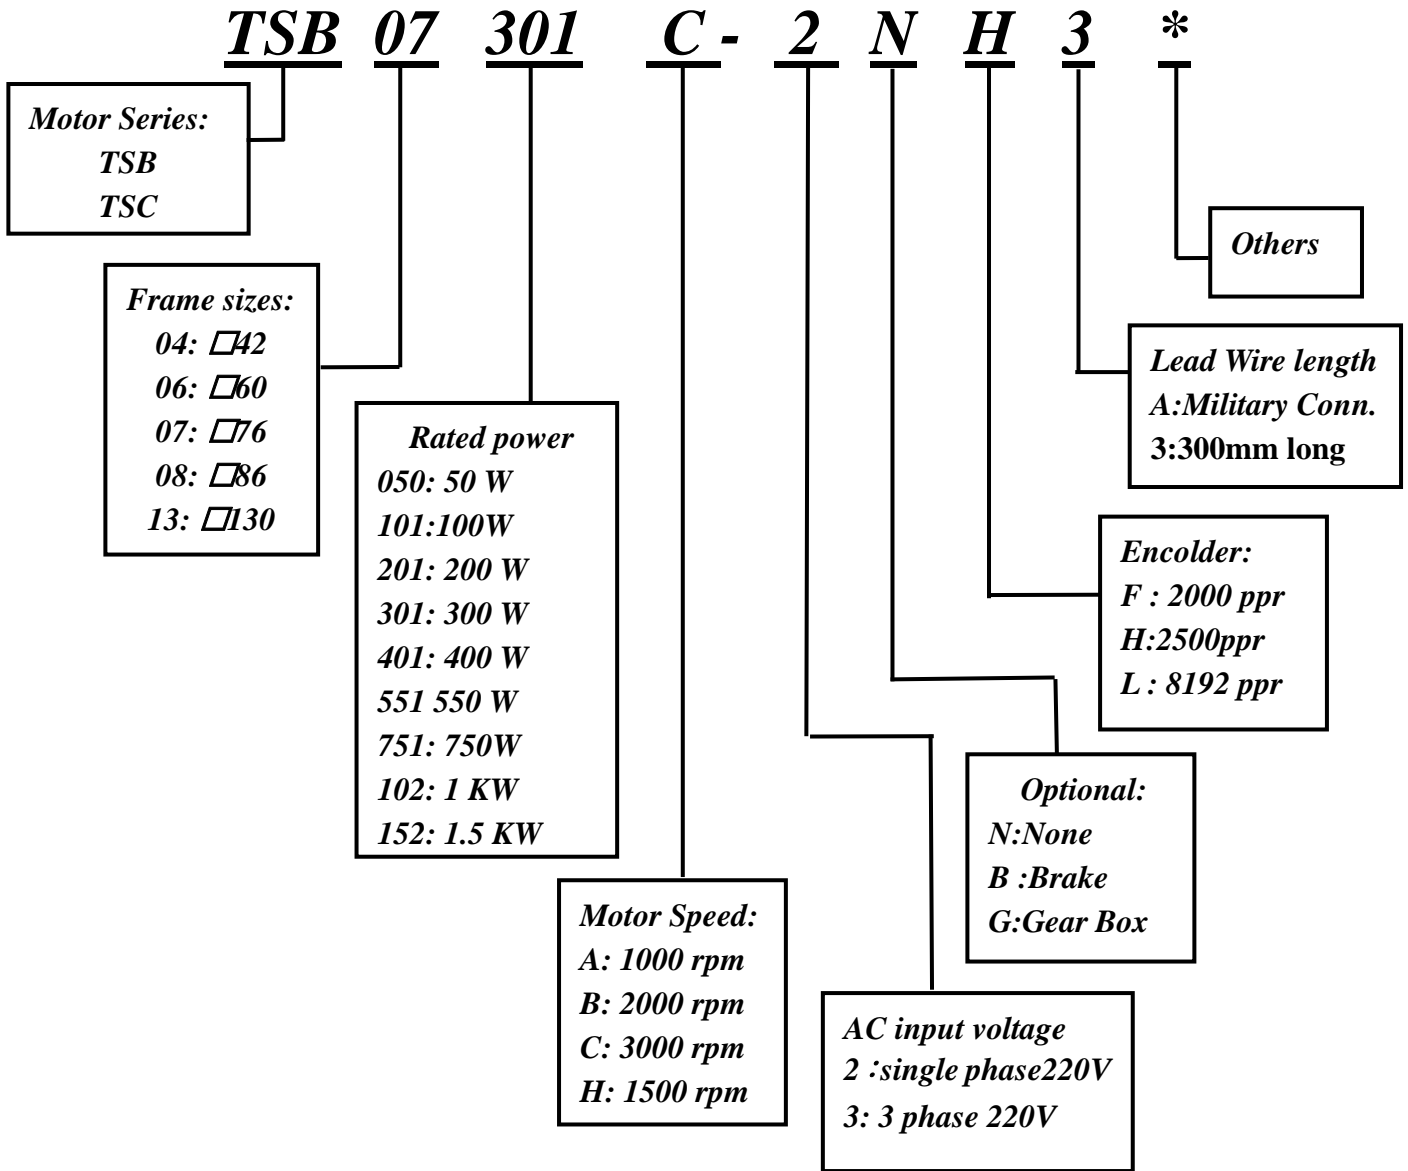 TSB 07 301 C - 2 N H 3 *
Motor Series:
TSB
TSC
Frame sizes:
04: □42
06: □60
07: □76
08: □86
13: □130
Rated power
050: 50 W
101:100W
201: 200 W
301: 300 W
401: 400 W
551 550 W
751: 750W
102: 1 KW
152: 1.5 KW
Motor Speed:
A: 1000 rpm
B: 2000 rpm
C: 3000 rpm
H: 1500 rpm
AC input voltage
2 :single phase220V
3: 3 phase 220V
Optional:
N:None
B :Brake
G:Gear Box
Encolder:
F : 2000 ppr
H:2500ppr
L : 8192 ppr
Lead Wire length
A:Military Conn.
3:300mm long
Others